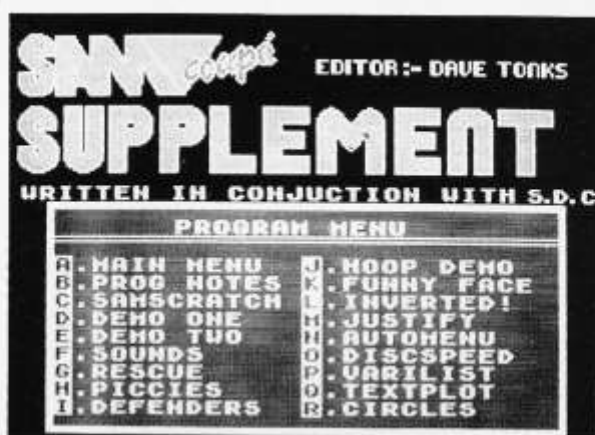 SAM coupé
EDITOR:- DAVE TONKS
SUPPLEMENT
WRITTEN IN CONJUCTION WITH S.D.C
PROGRAM MENU
A.MAIN MENU
B.PROG NOTES
C.SAMSCRATCH
D.DEMO ONE
E.DEMO TWO
F.SOUNDS
G.RESCUE
H.PICCIES
I.DEFENDERS
J.HOOP DEMO
K.FUNNY FACE
L.INVERTED!
M.JUSTIFY
N.AUTOMENU
O.DISCSPEED
P.VARILIST
Q.TEXTPLOT
R.CIRCLES